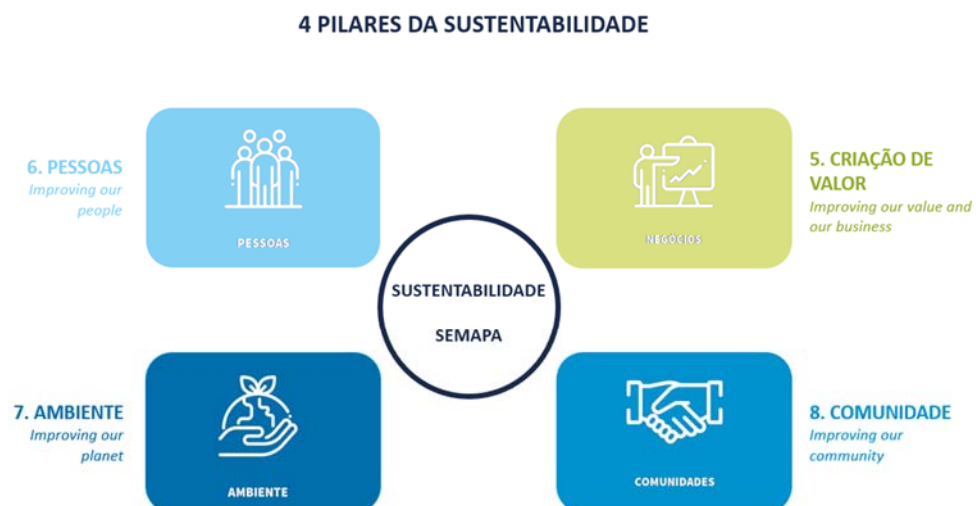 4 PILARES DA SUSTENTABILIDADE
6. PESSOAS
Improving our
people
PESSOAS
NEGÓCIOS
5. CRIAÇÃO DE
VALOR
Improving our value and
our business
SUSTENTABILIDADE
SEMAPA
7. AMBIENTE
Improving our
planet
AMBIENTE
COMUNIDADES
8. COMUNIDADE
Improving our
community